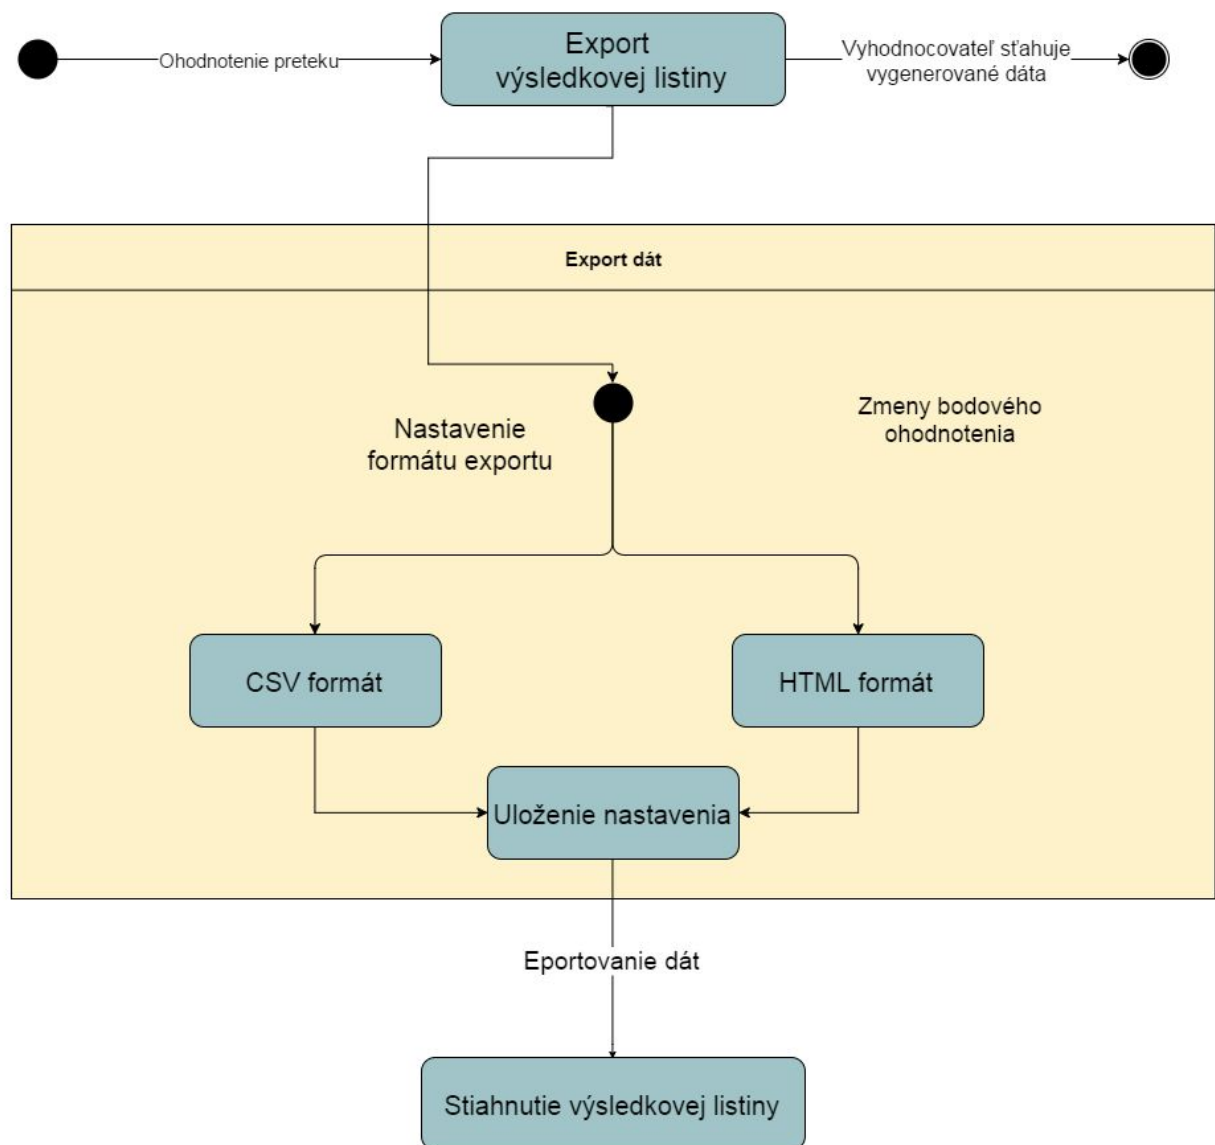 Ohodnotenie preteku
Export
výsledkovej listiny
Vyhodnocovateľ sťahuje
vygenerované dáta
Export dát
Nastavenie
formátu exportu
Zmeny bodového
ohodnotenia
CSV formát
HTML formát
Uloženie nastavenia
Eportovanie dát
Stiahnutie výsledkovej listiny